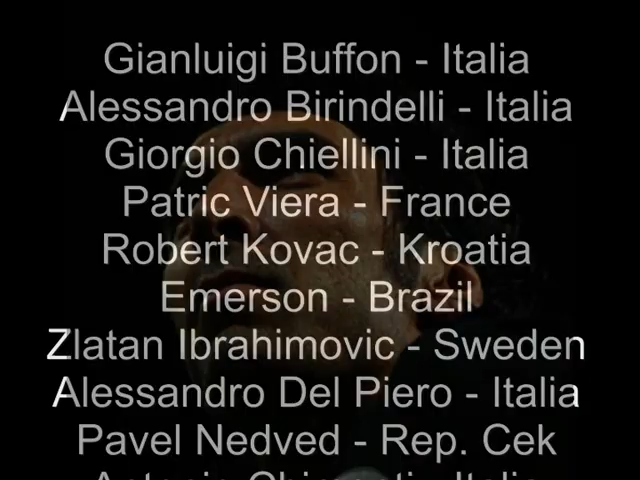 Gianluigi Buffon - Italia
Alessandro Birindelli - Italia
Giorgio Chiellini - Italia
Patric Viera - France
Robert Kovac - Kroatia
Emerson - Brazil
Zlatan Ibrahimovic - Sweden
Alessandro Del Piero - Italia
Pavel Nedved - Rep. Cek
- Italia